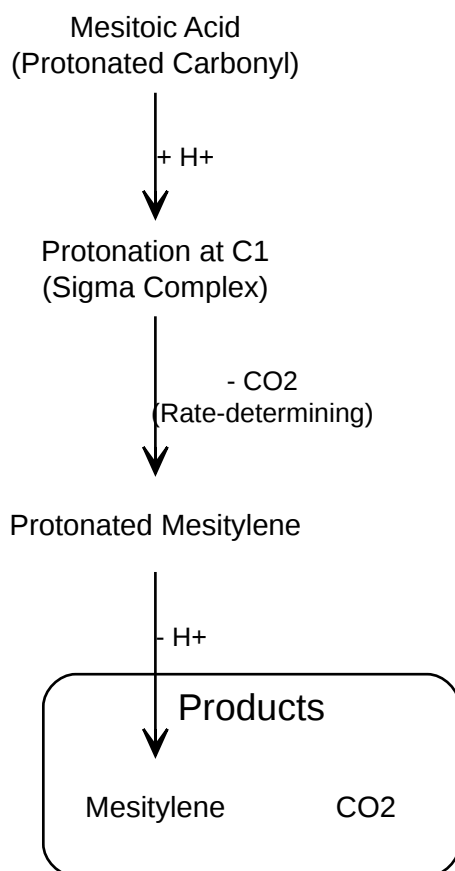 Mesitoic Acid
(Protonated Carbonyl)
+ H+
Protonation at C1
(Sigma Complex)
- CO2
(Rate-determining)
Protonated Mesitylene
- H+
Products
Mesitylene CO2